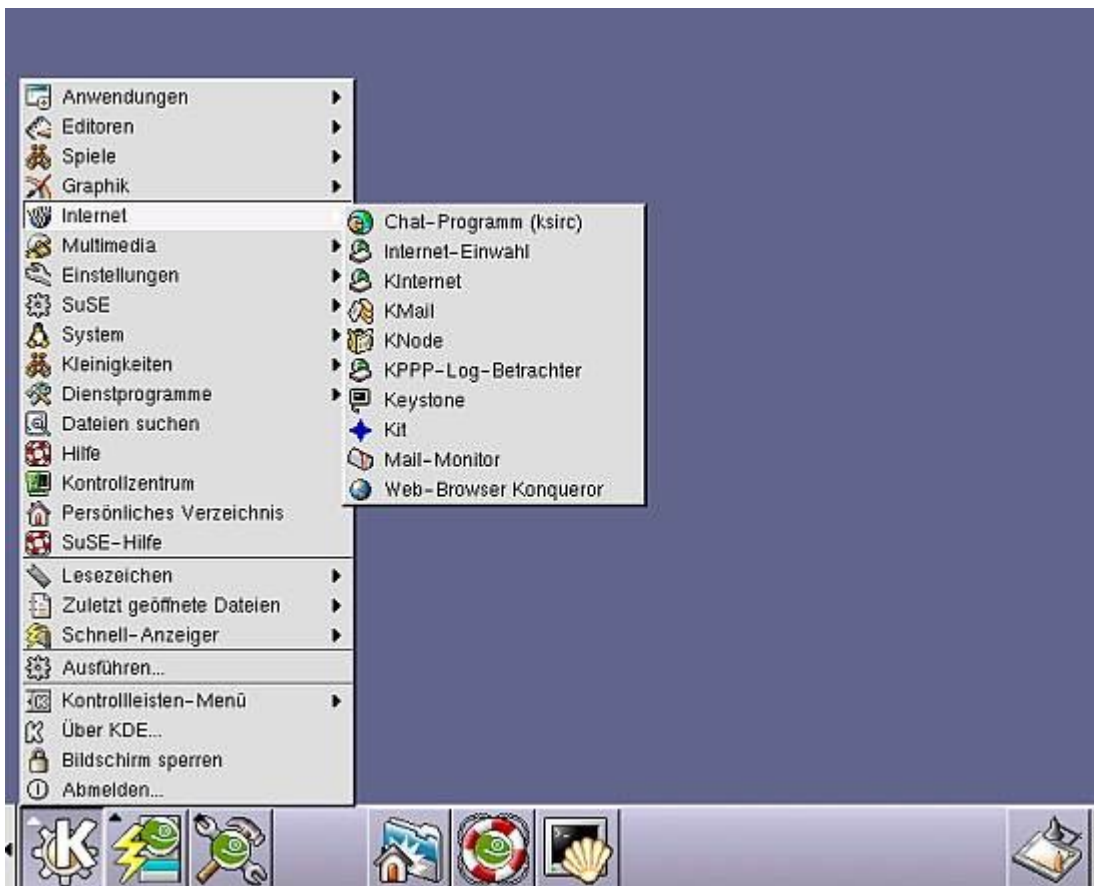 Anwendungen
Editoren
Spiele
Graphik
Internet
Multimedia
Einstellungen
SuSE
System
Kleinigkeiten
Dienstprogramme
Dateien suchen
Hilfe
Kontrollzentrum
Persönliches Verzeichnis
SuSE-Hilfe
Lesezeichen
Zuletzt geöffnete Dateien
Schnell-Anzeiger
Ausführen...
Kontrollleisten-Menü
Über KDE...
Bildschirm sperren
Abmelden...
Chat-Programm (ksirc)
Internet-Einwahl
KInternet
KMail
KNode
KPPP-Log-Betrachter
Keystone
Kit
Mail-Monitor
Web-Browser Konqueror
K